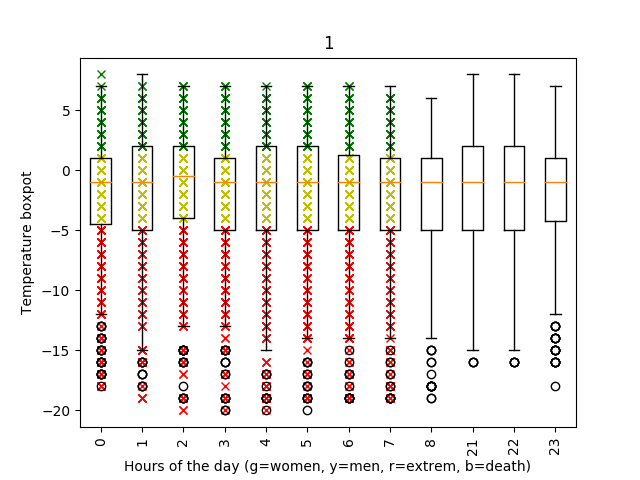 1
5
0
−5
−10
−15
−20
Temperature boxpot
0 1 2 3 4 5 6 7 8 21 22 23
Hours of the day (g=women, y=men, r=extrem, b=death)